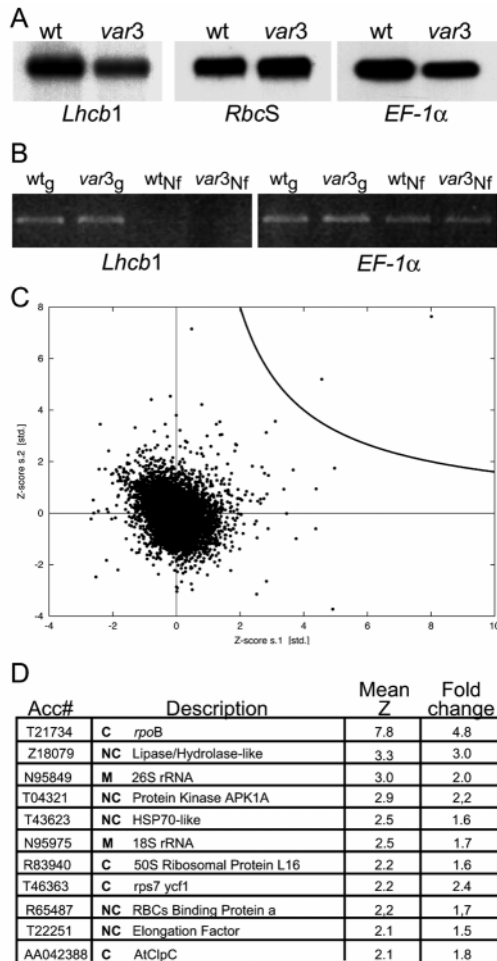 A
wt var3 wt var3 wt var3
Lhcb1 RbcS EF-1α
B
wtg var3g wtNf var3Nf wtg var3g wtNf var3Nf
Lhcb1 EF-1α
C
8
6
4
2
0
-2
-4
Z-score s.2 [std.]
-4 -2 0 2 4 6 8 10
Z-score s.1 [std.]
D
Acc# Description Mean Z Fold change
T21734 C rpoB 7.8 4.8
Z18079 NC Lipase/Hydrolase-like 3.3 3.0
N95849 M 26S rRNA 3.0 2.0
T04321 NC Protein Kinase APK1A 2.9 2,2
T43623 NC HSP70-like 2.5 1.6
N95975 M 18S rRNA 2.5 1.7
R83940 C 50S Ribosomal Protein L16 2.2 1.6
T46363 C rps7 ycf1 2.2 2.4
R65487 NC RBCs Binding Protein a 2,2 1,7
T22251 NC Elongation Factor 2.1 1.5
AA042388 C AtClpC 2.1 1.8